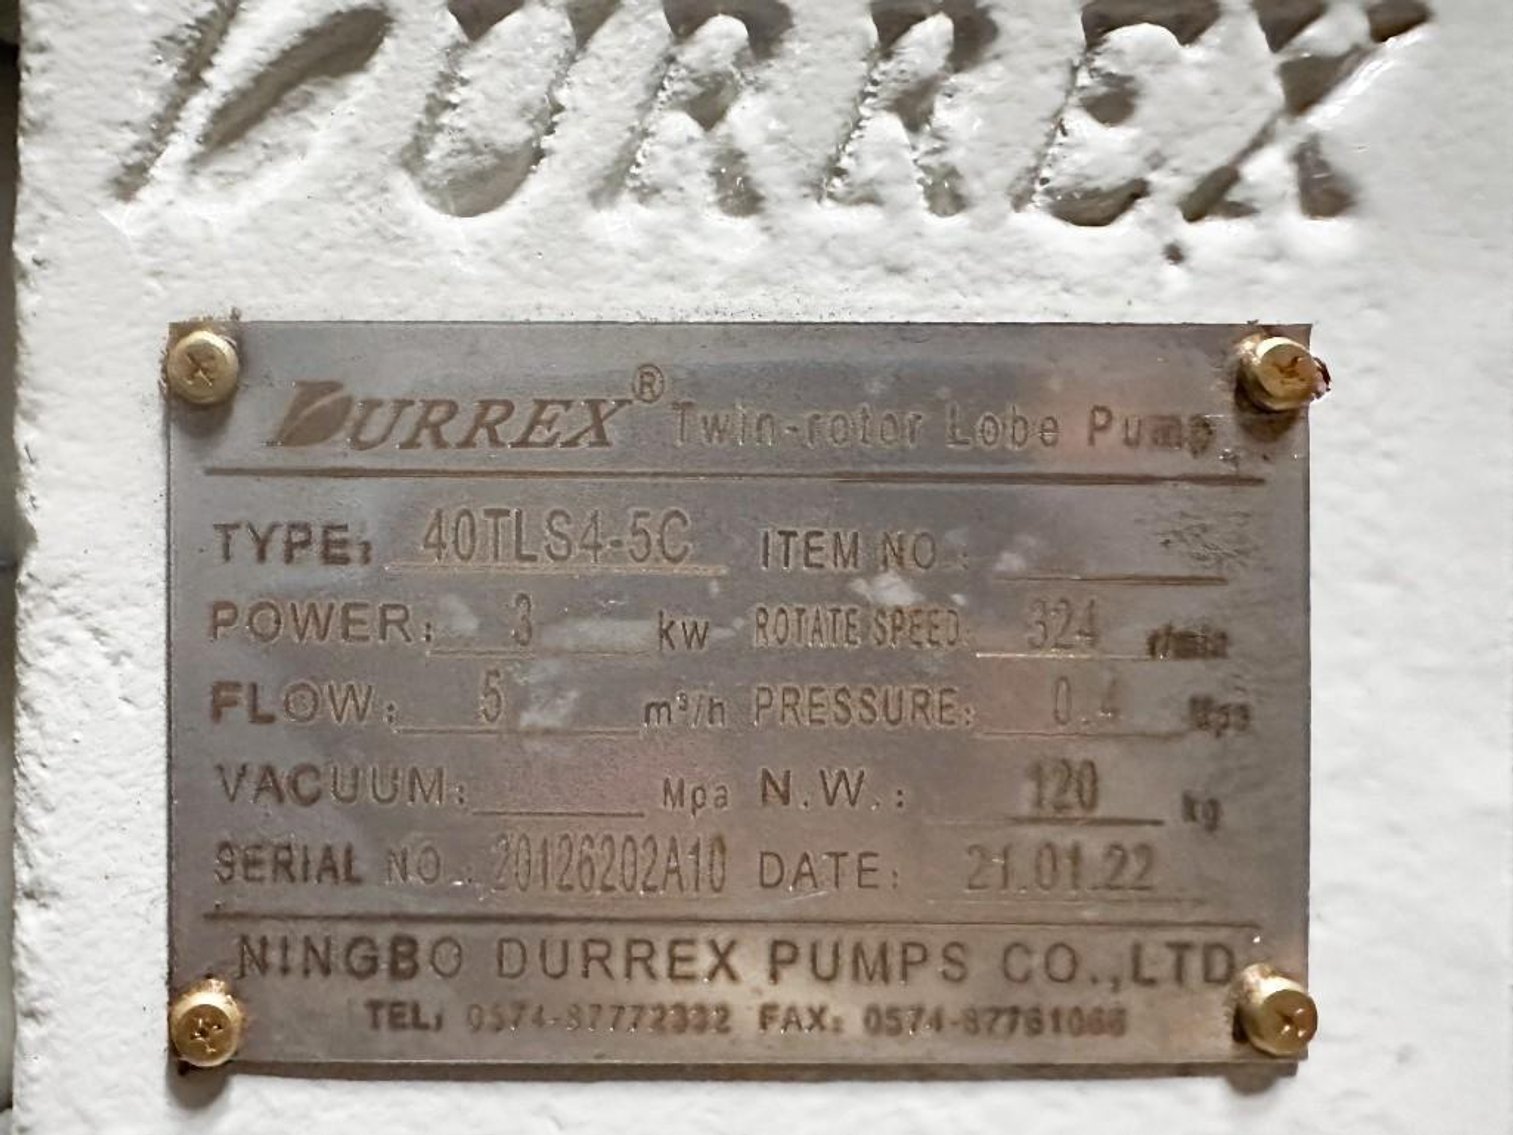 DURREX
DURREX® Twin-rotor Lobe Pump
TYPE: 40TLS4-5C ITEM NO.:
POWER: 3 kw ROTATE SPEED: 324 r/min
FLOW: 5 m³/h PRESSURE: 0.4 Mpa
VACUUM: Mpa N.W.: 120 kg
SERIAL NO.: 20126202A10 DATE: 21.01.22
NINGBO DURREX PUMPS CO.,LTD
TEL: 0574-87772332 FAX: 0574-87781066